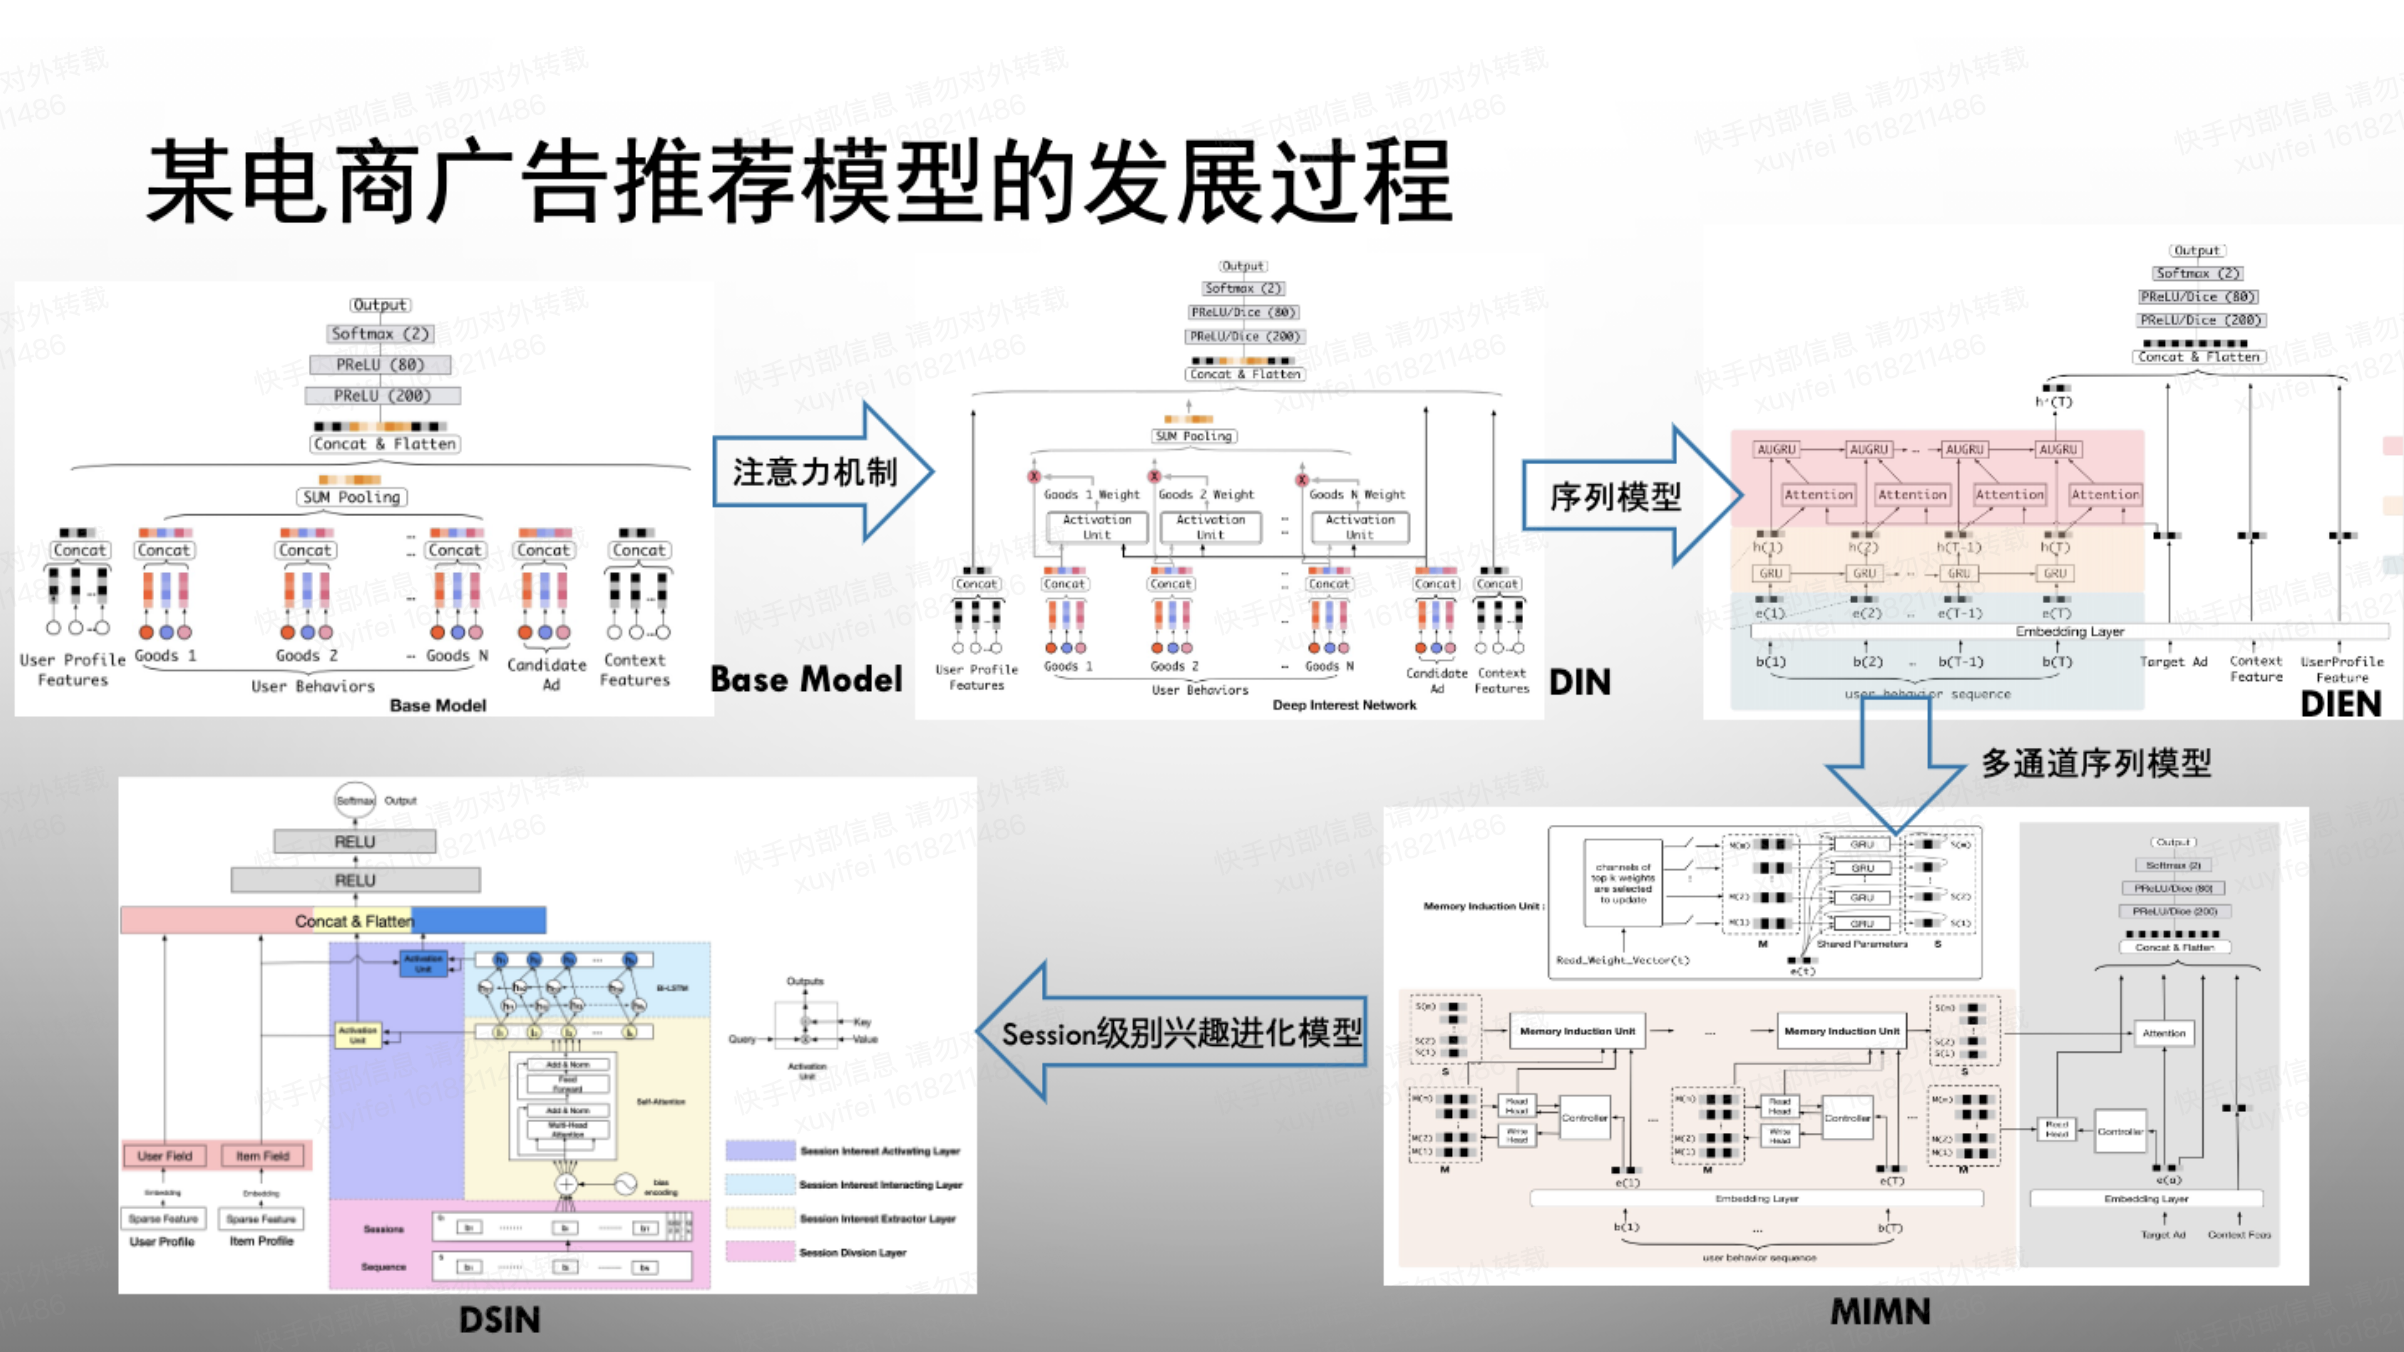 某电商广告推荐模型的发展过程
Output
Softmax (2)
PReLU (80)
PReLU (200)
Concat & Flatten
SUM Pooling
Concat Concat Concat Concat Concat Concat
User Profile Features
Goods 1
Goods 2
Goods N
Candidate Ad
Context Features
User Behaviors
Base Model
Base Model
注意力机制
Output
Softmax (2)
PReLU/Dice (80)
PReLU/Dice (200)
Concat & Flatten
SUM Pooling
Goods 1 Weight
Goods 2 Weight
Goods N Weight
Activation Unit
Activation Unit
Activation Unit
Concat Concat Concat Concat Concat Concat
User Profile Features
Goods 1
Goods 2
Goods N
Candidate Ad
Context Features
User Behaviors
Deep Interest Network
DIN
序列模型
Output
Softmax (2)
PReLU/Dice (80)
PReLU/Dice (200)
Concat & Flatten
h'(T)
AUGRU AUGRU AUGRU AUGRU
Attention Attention Attention Attention
h(1) h(2) h(T-1) h(T)
GRU GRU GRU GRU
e(1) e(2) e(T-1) e(T)
Embedding Layer
b(1) b(2) b(T-1) b(T)
Target Ad
Context Feature
UserProfile Feature
user behavior sequence
DIEN
多通道序列模型
Memory Induction Unit :
channels of top k weights are selected to update
Read_Weight_Vector(t)
M(m)
M(2)
M(1)
M
GRU
GRU
GRU
GRU
Shared Parameters
e(t)
S(m)
S(2)
S(1)
S
Output
Softmax (2)
PReLU/Dice (80)
PReLU/Dice (200)
Concat & Flatten
Attention
S(m)
S(2)
S(1)
S
Memory Induction Unit
Memory Induction Unit
S(m)
S(2)
S(1)
S
M(m)
M(2)
M(1)
M
Read Head
Write Head
Controller
M(m)
M(2)
M(1)
M
Read Head
Write Head
Controller
M(m)
M(2)
M(1)
M
Read Head
Controller
e(1)
e(T)
e(a)
Embedding Layer
Embedding Layer
b(1)
b(T)
user behavior sequence
Target Ad
Context Feas
MIMN
Session级别兴趣进化模型
Softmax Output
RELU
RELU
Concat & Flatten
Activation Unit
Bi-LSTM
Activation Unit
Add & Norm
Feed Forward
Add & Norm
Multi-Head Attention
Self-Attention
bias encoding
User Field
Item Field
Embedding
Embedding
Sparse Feature
Sparse Feature
User Profile
Item Profile
Sessions
Sequence
Outputs
Query
Key
Value
Activation Unit
Session Interest Activating Layer
Session Interest Interacting Layer
Session Interest Extractor Layer
Session Divsion Layer
DSIN
快手内部信息 请勿对外转载
xuyifei 1618211486